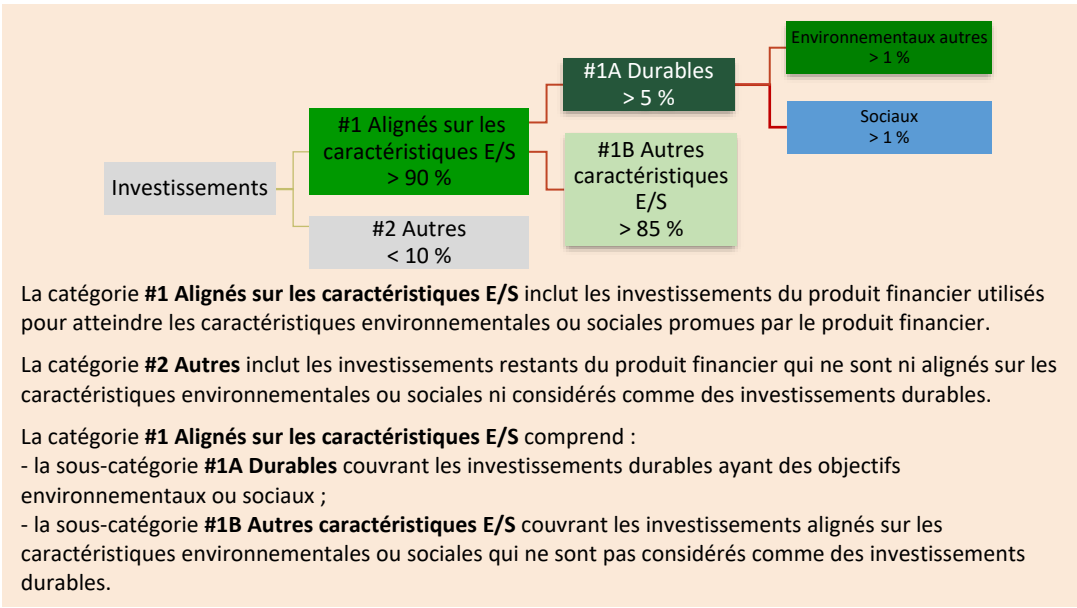 Environnementaux autres
> 1 %
#1A Durables
> 5 %
Sociaux
> 1 %
#1 Alignés sur les
caractéristiques E/S
> 90 %
#1B Autres
caractéristiques
E/S
> 85 %
Investissements
#2 Autres
< 10 %
La catégorie #1 Alignés sur les caractéristiques E/S inclut les investissements du produit financier utilisés
pour atteindre les caractéristiques environnementales ou sociales promues par le produit financier.
La catégorie #2 Autres inclut les investissements restants du produit financier qui ne sont ni alignés sur les
caractéristiques environnementales ou sociales ni considérés comme des investissements durables.
La catégorie #1 Alignés sur les caractéristiques E/S comprend :
- la sous-catégorie #1A Durables couvrant les investissements durables ayant des objectifs
environnementaux ou sociaux ;
- la sous-catégorie #1B Autres caractéristiques E/S couvrant les investissements alignés sur les
caractéristiques environnementales ou sociales qui ne sont pas considérés comme des investissements
durables.